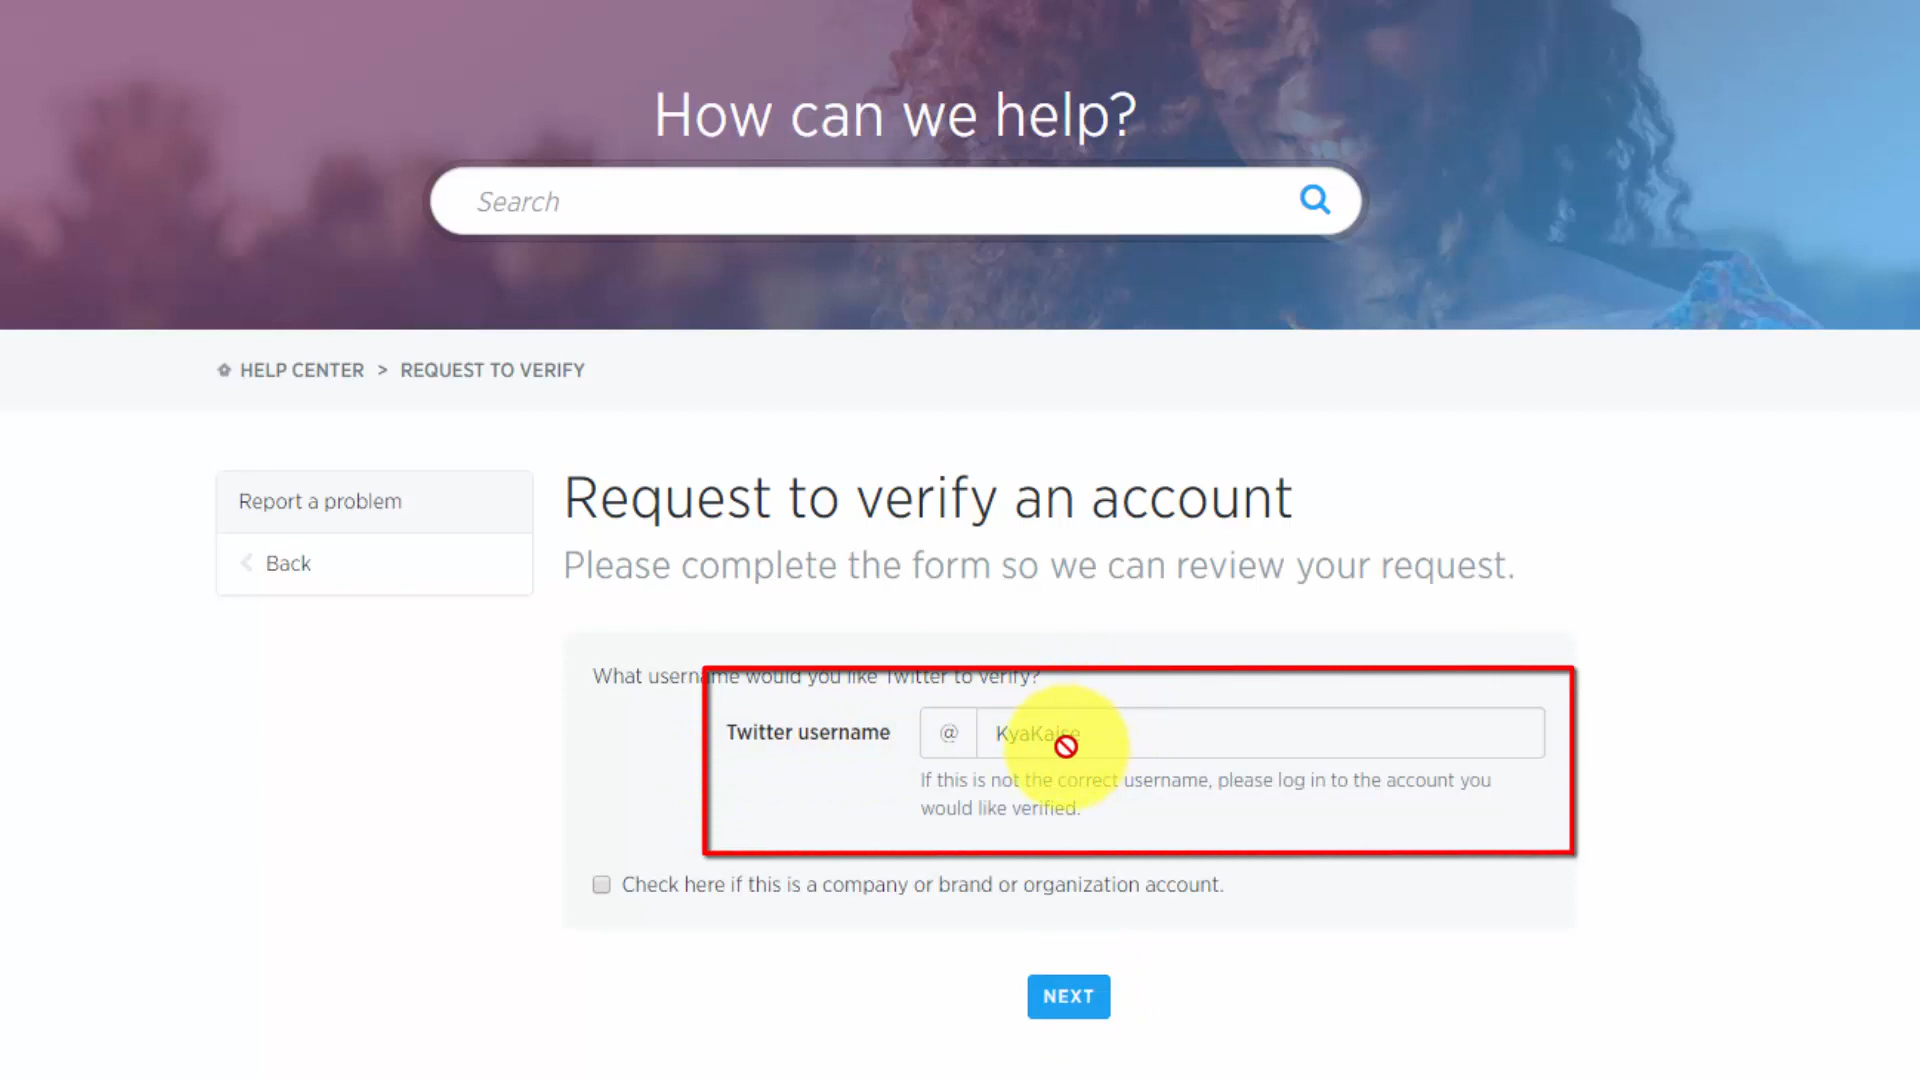 How can we help?
Search
HELP CENTER > REQUEST TO VERIFY
Report a problem
Back
Request to verify an account
Please complete the form so we can review your request.
What username would you like Twitter to verify?
Twitter username @ KyaKaise
If this is not the correct username, please log in to the account you
would like verified.
Check here if this is a company or brand or organization account.
NEXT